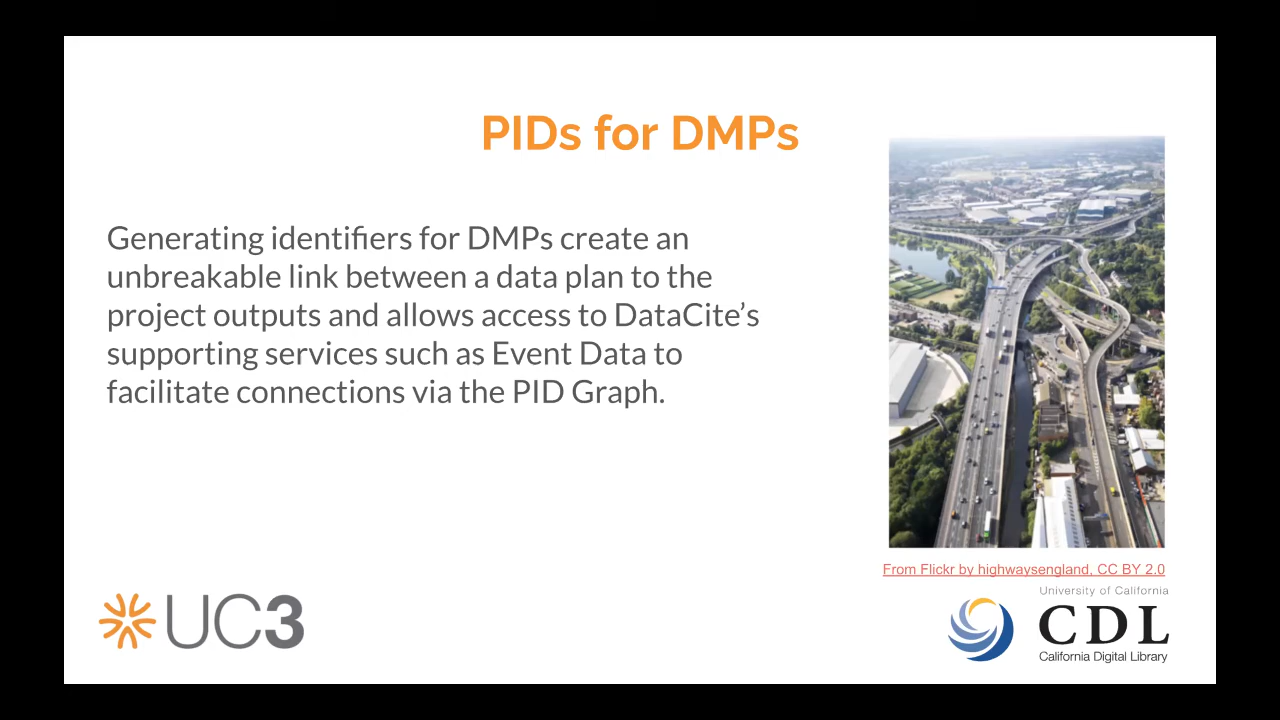 PIDs for DMPs
Generating identifiers for DMPs create an
unbreakable link between a data plan to the
project outputs and allows access to DataCite's
supporting services such as Event Data to
facilitate connections via the PID Graph.
From Flickr by highwaysengland, CC BY 2.0
UC3
University of California
CDL
California Digital Library